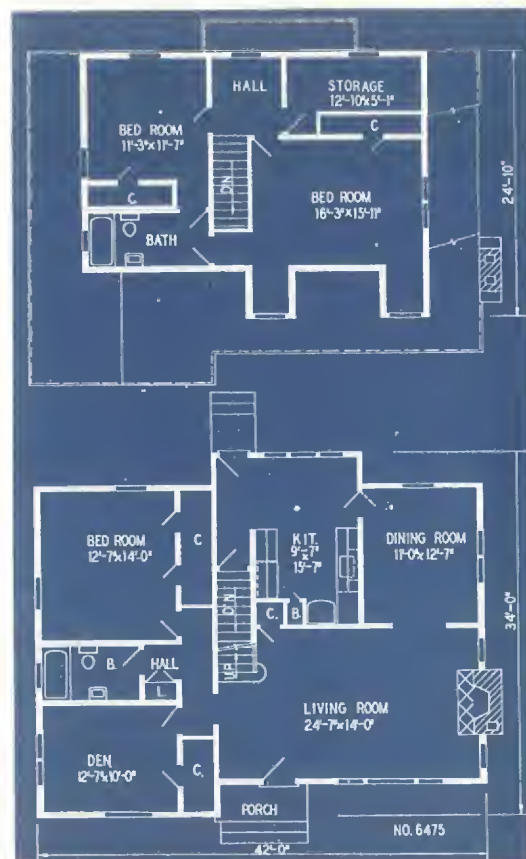 HALL
STORAGE
12'-10"x5'-1"
BED ROOM
11'-3"x11'-7"
C.
C.
DN.
BED ROOM
16'-3"x15'-11"
BATH
24'-10"
BED ROOM
12'-7"x14'-0"
C.
KIT.
9'-7"
x
15'-7"
DINING ROOM
11'-0"x12'-7"
DN.
C.
B.
UP
B.
HALL
L.
LIVING ROOM
24'-7"x14'-0"
DEN
12'-7"x10'-0"
C.
34'-0"
PORCH
NO. 6475
42'-0"